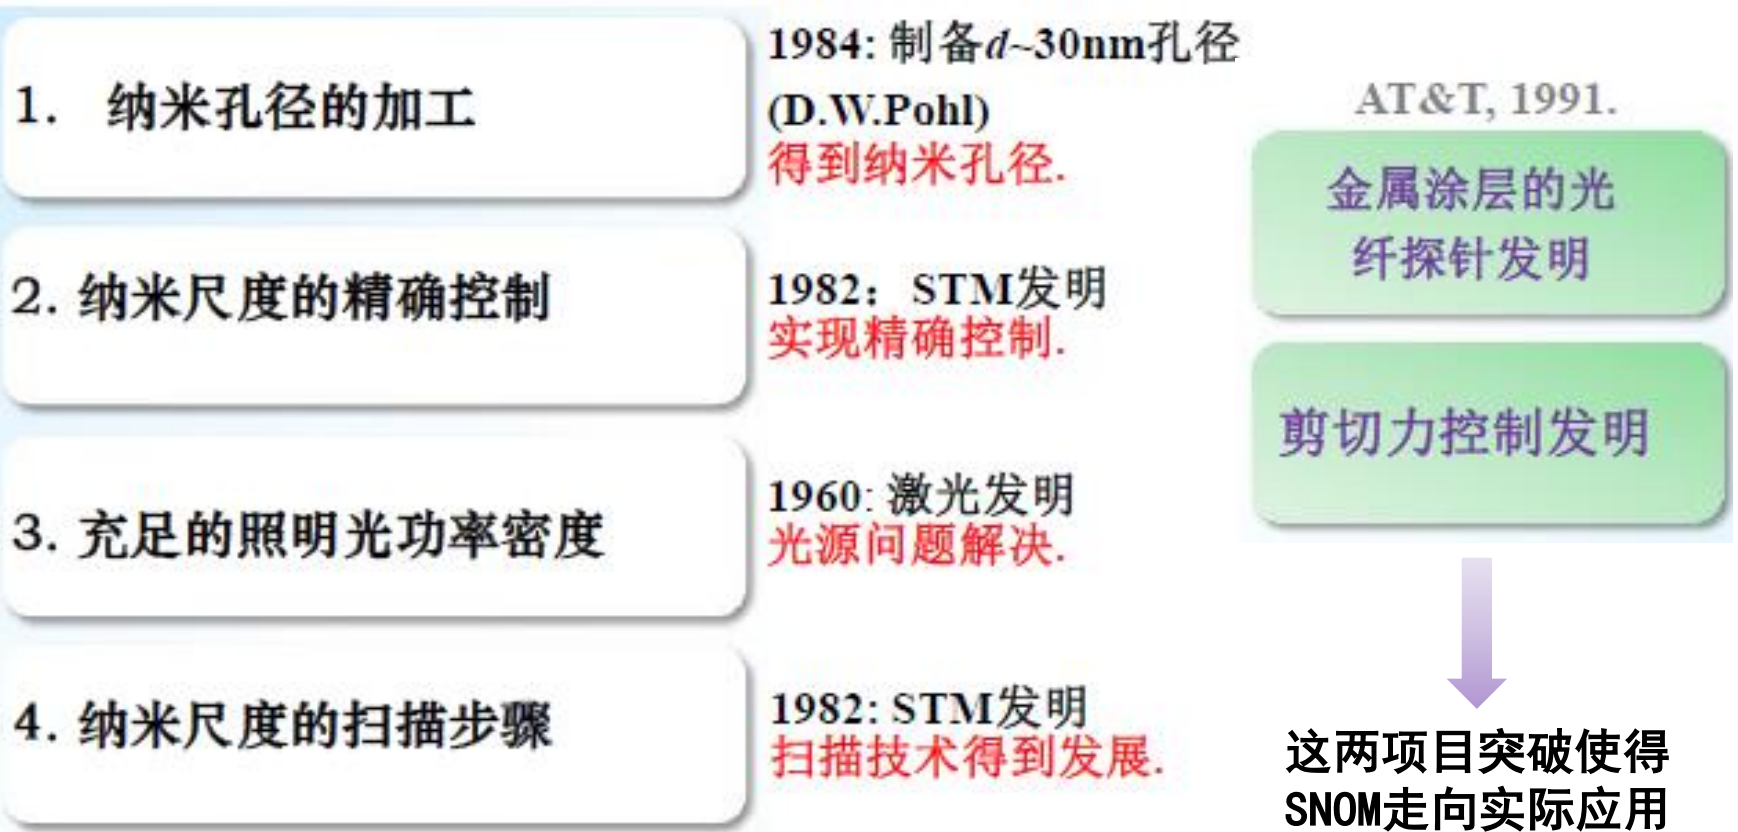 1. 纳米孔径的加工
1984: 制备d~30nm孔径
(D.W.Pohl)
得到纳米孔径.
2. 纳米尺度的精确控制
1982：STM发明
实现精确控制.
3. 充足的照明光功率密度
1960: 激光发明
光源问题解决.
4. 纳米尺度的扫描步骤
1982: STM发明
扫描技术得到发展.
AT&T, 1991.
金属涂层的光
纤探针发明
剪切力控制发明
这两项目突破使得
SNOM走向实际应用